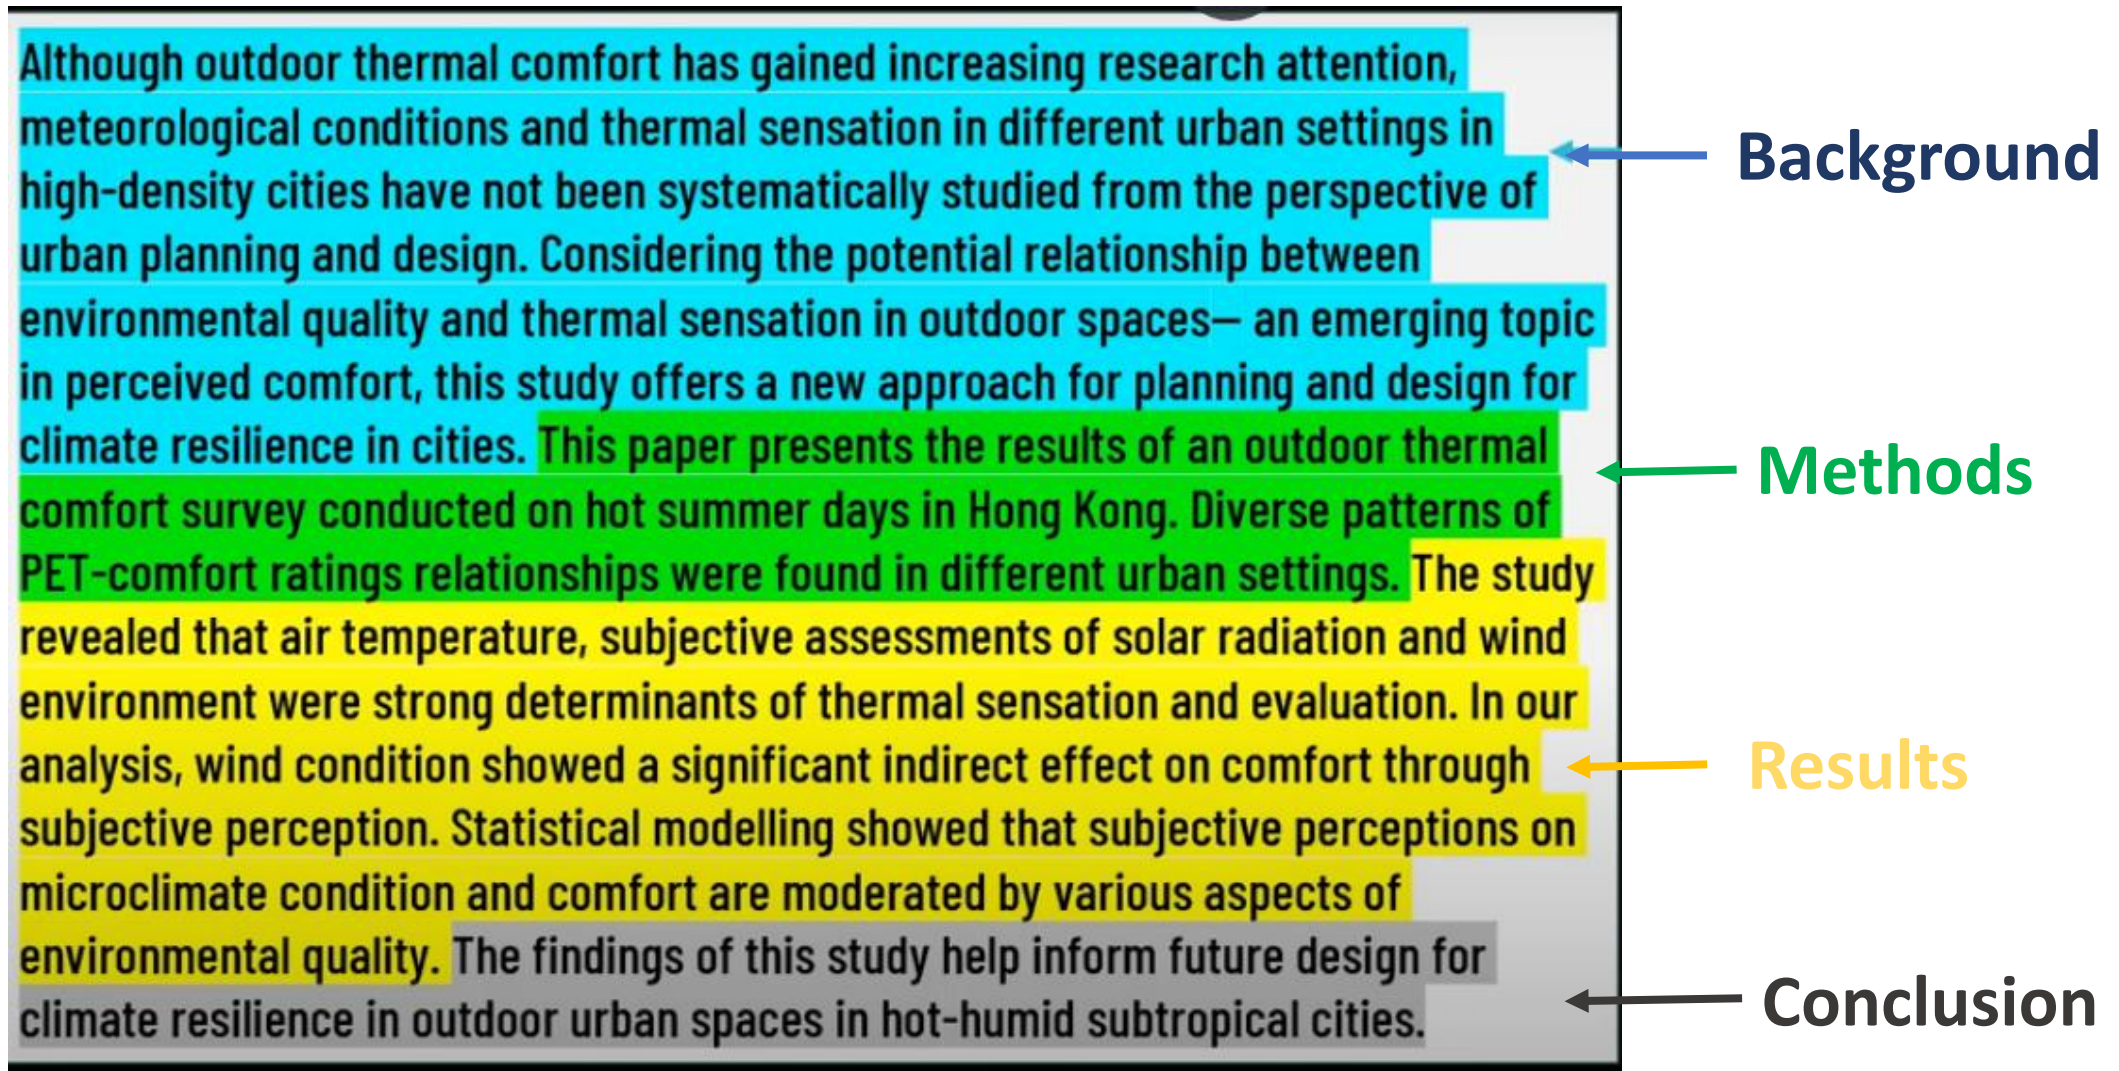 Although outdoor thermal comfort has gained increasing research attention,
meteorological conditions and thermal sensation in different urban settings in
high-density cities have not been systematically studied from the perspective of
urban planning and design. Considering the potential relationship between
environmental quality and thermal sensation in outdoor spaces— an emerging topic
in perceived comfort, this study offers a new approach for planning and design for
climate resilience in cities. This paper presents the results of an outdoor thermal
comfort survey conducted on hot summer days in Hong Kong. Diverse patterns of
PET-comfort ratings relationships were found in different urban settings. The study
revealed that air temperature, subjective assessments of solar radiation and wind
environment were strong determinants of thermal sensation and evaluation. In our
analysis, wind condition showed a significant indirect effect on comfort through
subjective perception. Statistical modelling showed that subjective perceptions on
microclimate condition and comfort are moderated by various aspects of
environmental quality. The findings of this study help inform future design for
climate resilience in outdoor urban spaces in hot-humid subtropical cities.
Background
Methods
Results
Conclusion